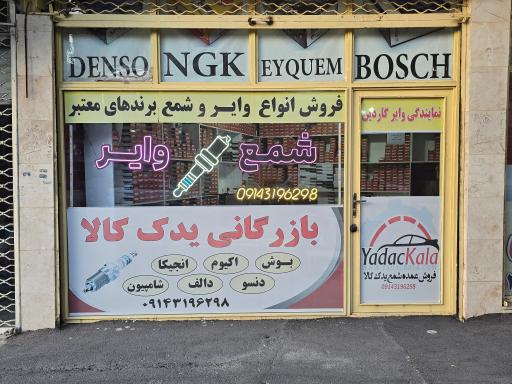 DENSO NGK EYQUEM BOSCH
فروش انواع وایر و شمع برندهای معتبر
نمایندگی وایر گاردین
شمع وایر
09143196298
بازرگانی یدک کالا
بوش اکیوم انجیکا
دنسو دالف شامپیون
۰۹۱۴۳۱۹۶۲۹۸
YadacKala
فروش عمده شمع یدک کالا
09143196298